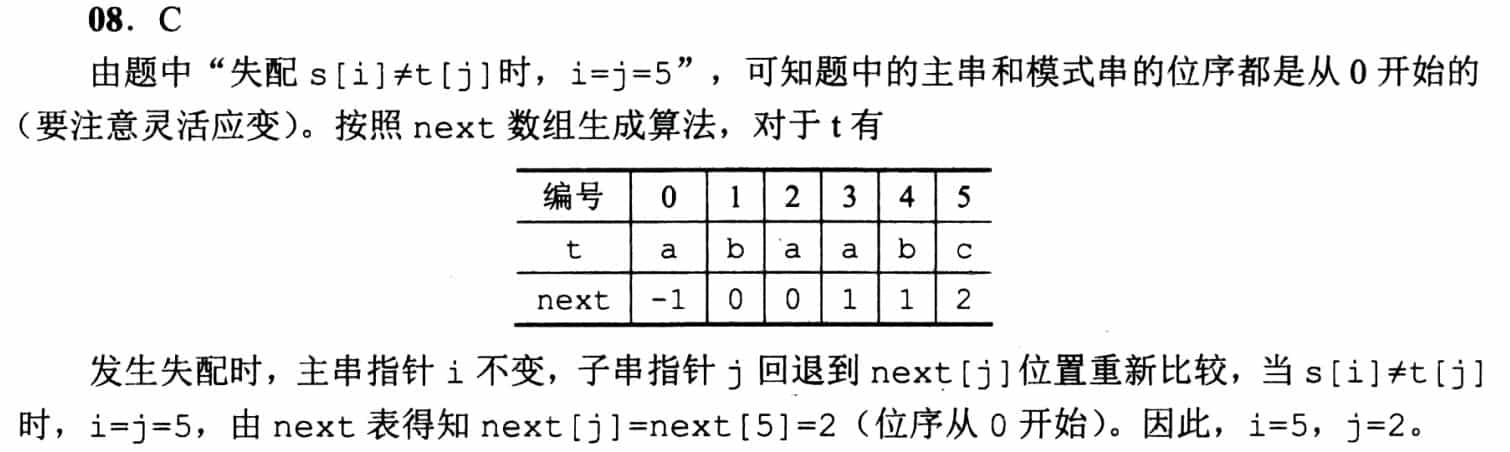 08. C
由题中“失配 s[i]≠t[j]时，i=j=5”，可知题中的主串和模式串的位序都是从 0 开始的
（要注意灵活应变）。按照 next 数组生成算法，对于 t 有
编号 0 1 2 3 4 5
t a b a a b c
next -1 0 0 1 1 2
发生失配时，主串指针 i 不变，子串指针 j 回退到 next[j]位置重新比较，当 s[i]≠t[j]
时，i=j=5，由 next 表得知 next[j]=next[5]=2（位序从 0 开始）。因此，i=5，j=2。